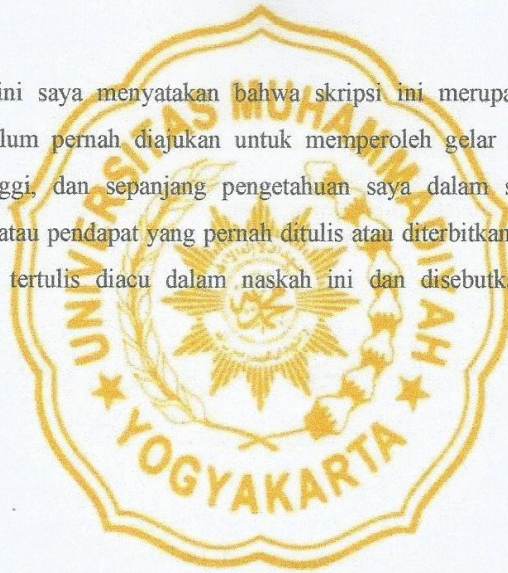 ini saya menyatakan bahwa skripsi ini merupa
lum pernah diajukan untuk memperoleh gelar
ggi, dan sepanjang pengetahuan saya dalam s
atau pendapat yang pernah ditulis atau diterbitkan
tertulis diacu dalam naskah ini dan disebutka
UNIVERSITAS MUHAMMADIYAH
YOGYAKARTA